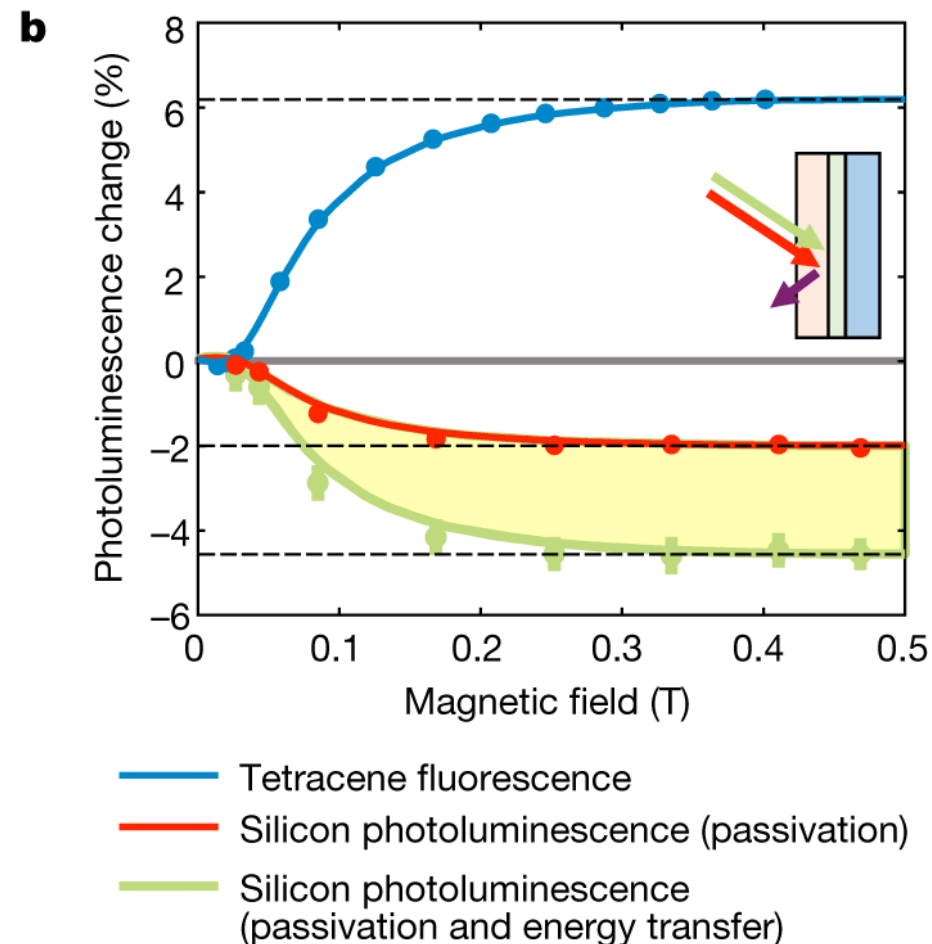 b
Photoluminescence change (%)
8
6
4
2
0
−2
−4
−6
0 0.1 0.2 0.3 0.4 0.5
Magnetic field (T)
Tetracene fluorescence
Silicon photoluminescence (passivation)
Silicon photoluminescence
(passivation and energy transfer)